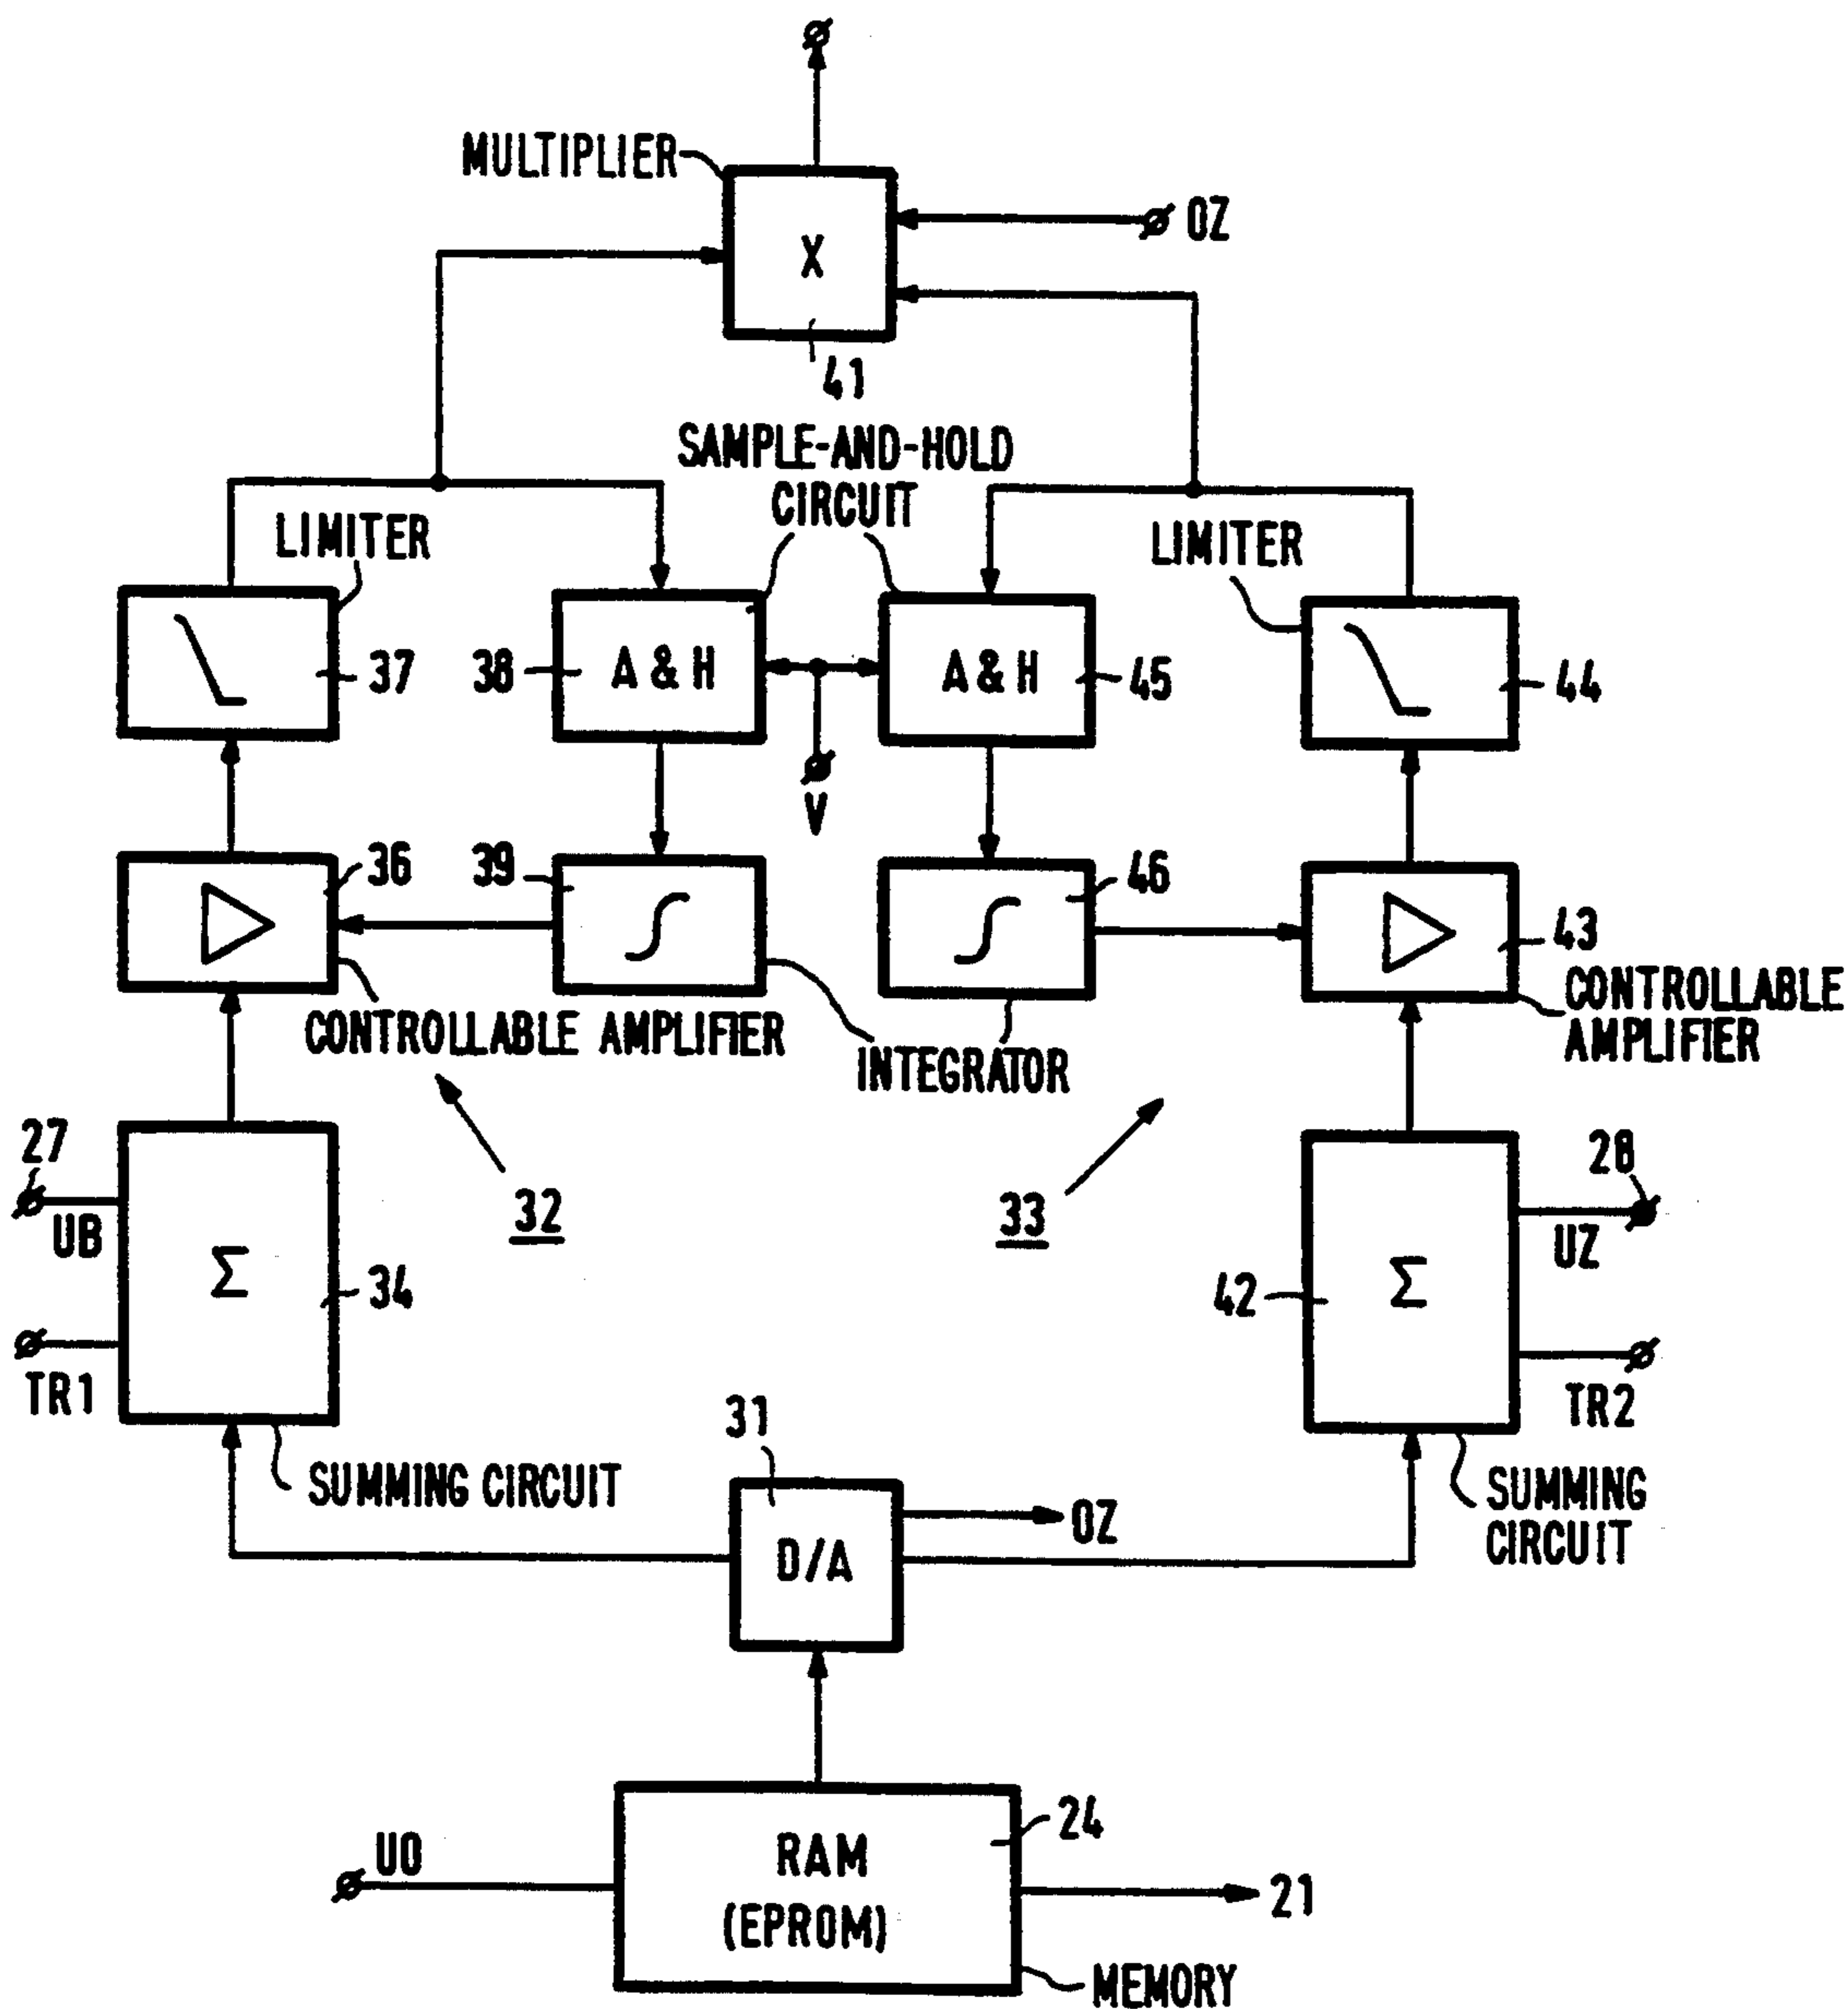 MULTIPLIER
OZ
X
41
SAMPLE-AND-HOLD
CIRCUIT
LIMITER
LIMITER
37
38
A & H
A & H
45
44
V
36
39
46
43
CONTROLLABLE AMPLIFIER
INTEGRATOR
CONTROLLABLE
AMPLIFIER
27
UB
32
33
28
UZ
Σ
34
42
Σ
TR1
TR2
31
SUMMING CIRCUIT
SUMMING
CIRCUIT
OZ
D/A
24
UO
RAM
(EPROM)
21
MEMORY